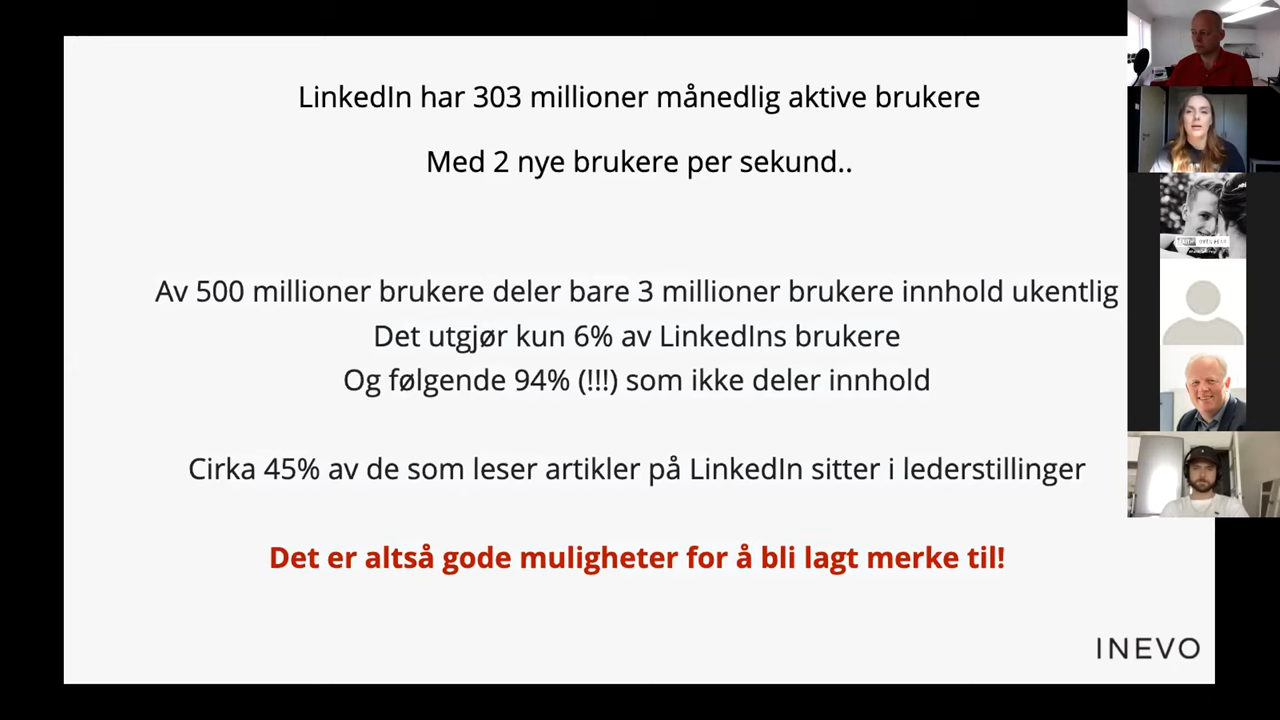 LinkedIn har 303 millioner månedlig aktive brukere
Med 2 nye brukere per sekund..
Av 500 millioner brukere deler bare 3 millioner brukere innhold ukentlig
Det utgjør kun 6% av LinkedIns brukere
Og følgende 94% (!!!) som ikke deler innhold
Cirka 45% av de som leser artikler på LinkedIn sitter i lederstillinger
Det er altså gode muligheter for å bli lagt merke til!
INEVO